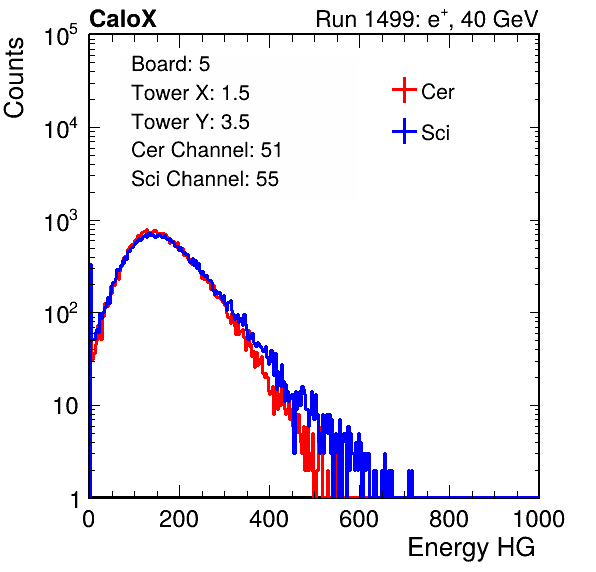 CaloX Run 1499: e⁺, 40 GeV
Counts
Board: 5
Tower X: 1.5
Tower Y: 3.5
Cer Channel: 51
Sci Channel: 55
Cer
Sci
10⁵
10⁴
10³
10²
10
1
0 200 400 600 800 1000
Energy HG